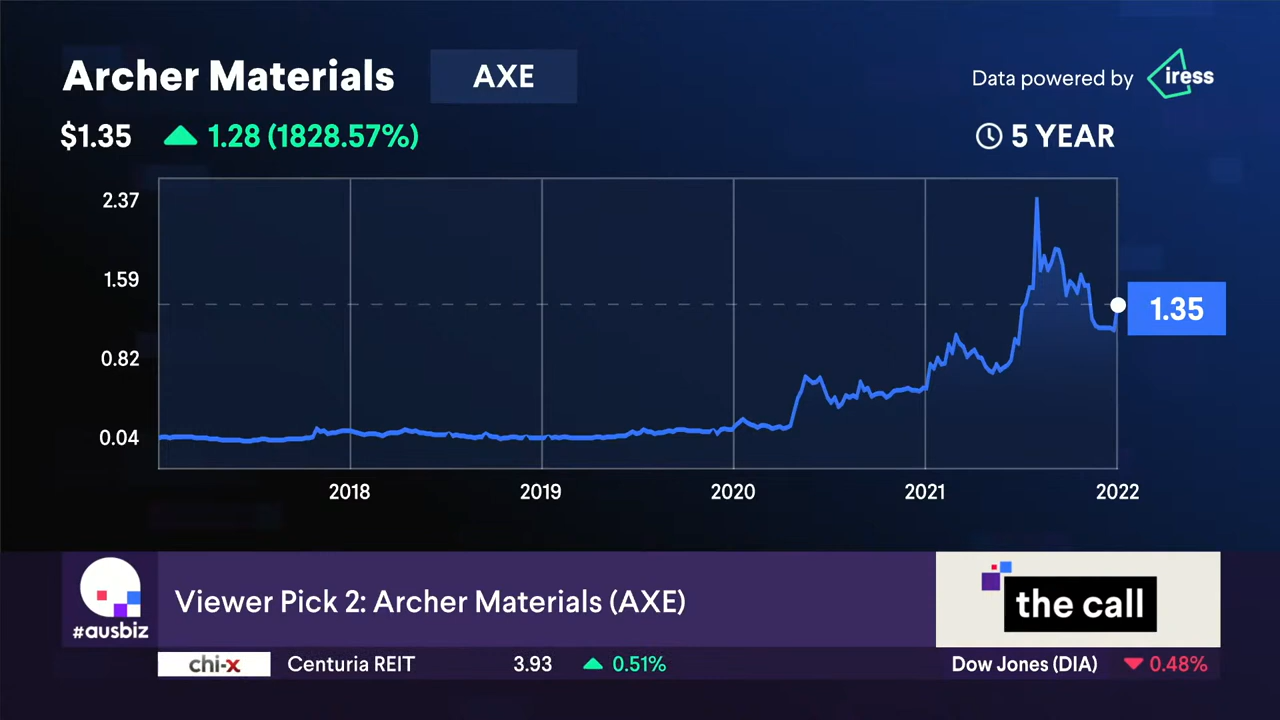 Archer Materials AXE
Data powered by iress
$1.35 1.28 (1828.57%)
5 YEAR
2.37
1.59
1.35
0.82
0.04
2018 2019 2020 2021 2022
#ausbiz
Viewer Pick 2: Archer Materials (AXE)
the call
chi-x Centuria REIT 3.93 0.51% Dow Jones (DIA) 0.48%